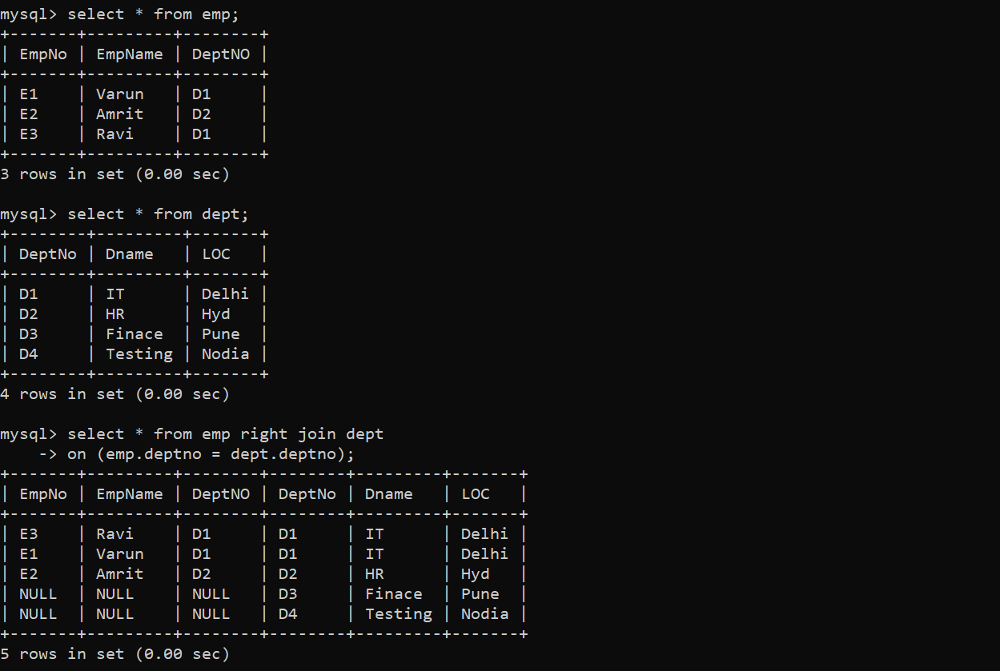 mysql> select * from emp;
+-------+---------+--------+
| EmpNo | EmpName | DeptNO |
+-------+---------+--------+
| E1    | Varun   | D1     |
| E2    | Amrit   | D2     |
| E3    | Ravi    | D1     |
+-------+---------+--------+
3 rows in set (0.00 sec)

mysql> select * from dept;
+--------+---------+-------+
| DeptNo | Dname   | LOC   |
+--------+---------+-------+
| D1     | IT      | Delhi |
| D2     | HR      | Hyd   |
| D3     | Finace  | Pune  |
| D4     | Testing | Nodia |
+--------+---------+-------+
4 rows in set (0.00 sec)

mysql> select * from emp right join dept
    -> on (emp.deptno = dept.deptno);
+-------+---------+--------+--------+---------+-------+
| EmpNo | EmpName | DeptNO | DeptNo | Dname   | LOC   |
+-------+---------+--------+--------+---------+-------+
| E3    | Ravi    | D1     | D1     | IT      | Delhi |
| E1    | Varun   | D1     | D1     | IT      | Delhi |
| E2    | Amrit   | D2     | D2     | HR      | Hyd   |
| NULL  | NULL    | NULL   | D3     | Finace  | Pune  |
| NULL  | NULL    | NULL   | D4     | Testing | Nodia |
+-------+---------+--------+--------+---------+-------+
5 rows in set (0.00 sec)